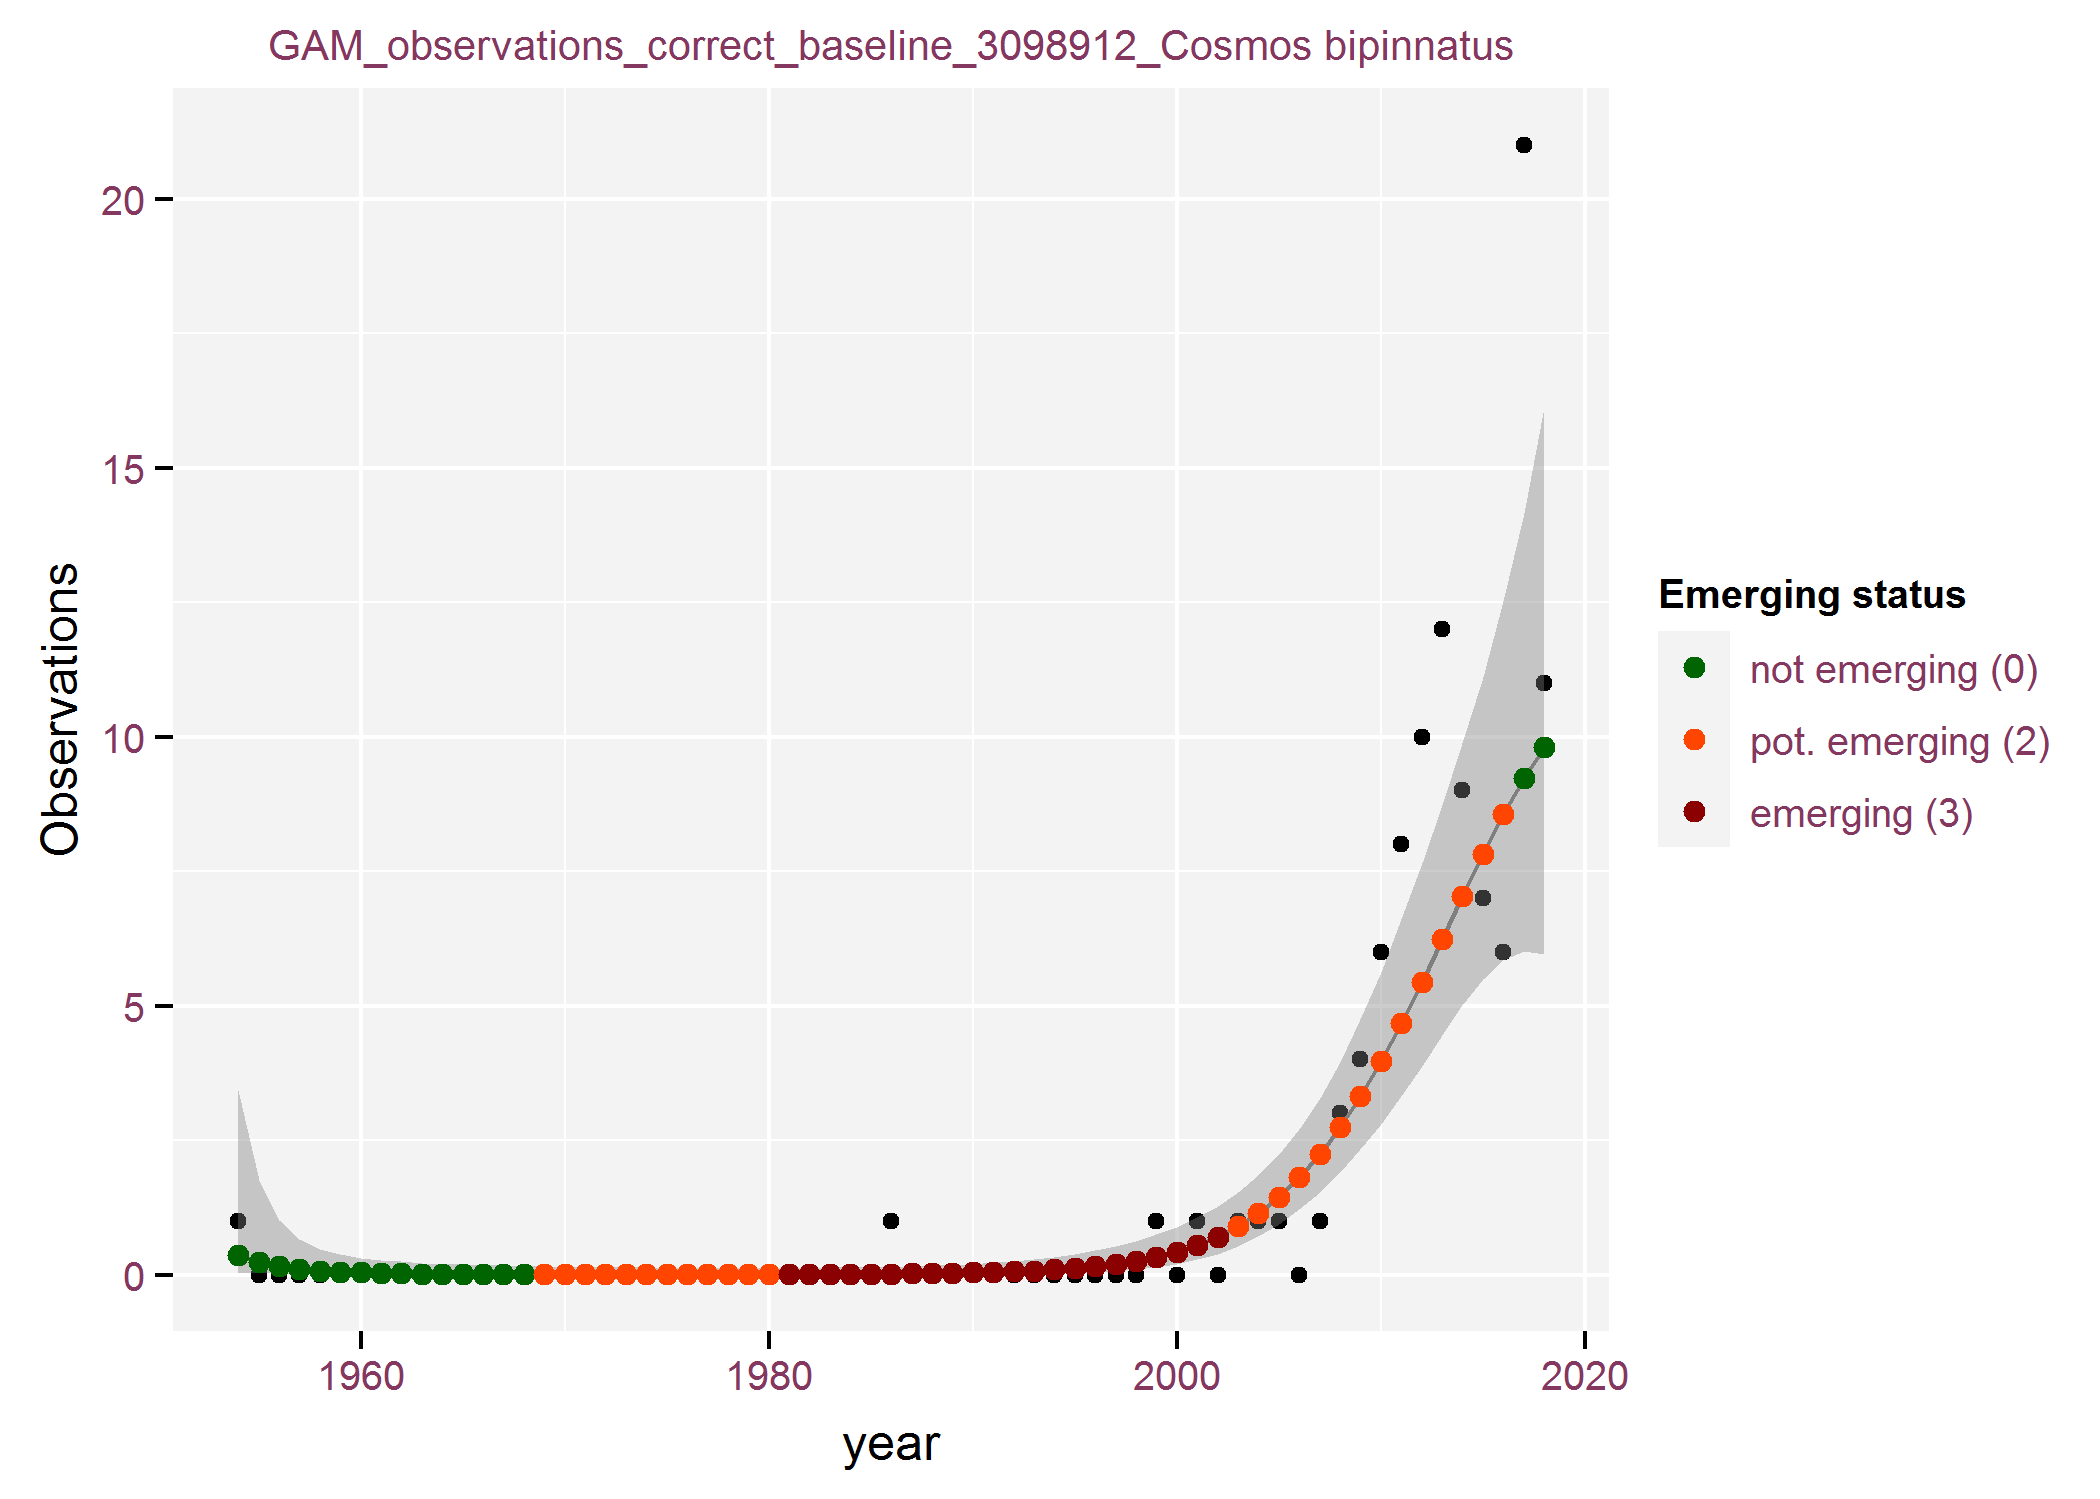 GAM_observations_correct_baseline_3098912_Cosmos bipinnatus
Observations
20
15
10
5
0
1960
1980
2000
2020
year
Emerging status
not emerging (0)
pot. emerging (2)
emerging (3)